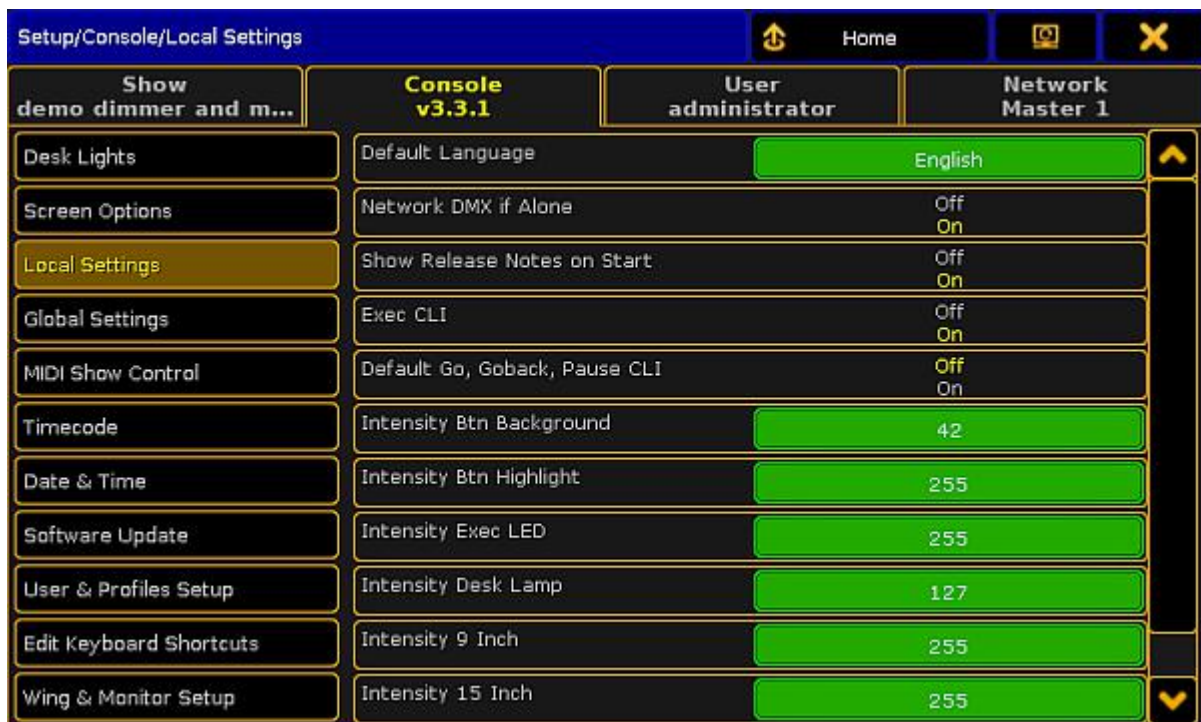 Setup/Console/Local Settings
Home
Show
demo dimmer and m...
Console
v3.3.1
User
administrator
Network
Master 1
Desk Lights
Screen Options
Local Settings
Global Settings
MIDI Show Control
Timecode
Date & Time
Software Update
User & Profiles Setup
Edit Keyboard Shortcuts
Wing & Monitor Setup
Default Language
English
Network DMX if Alone
Off
On
Show Release Notes on Start
Off
On
Exec CLI
Off
On
Default Go, Goback, Pause CLI
Off
On
Intensity Btn Background
42
Intensity Btn Highlight
255
Intensity Exec LED
255
Intensity Desk Lamp
127
Intensity 9 Inch
255
Intensity 15 Inch
255